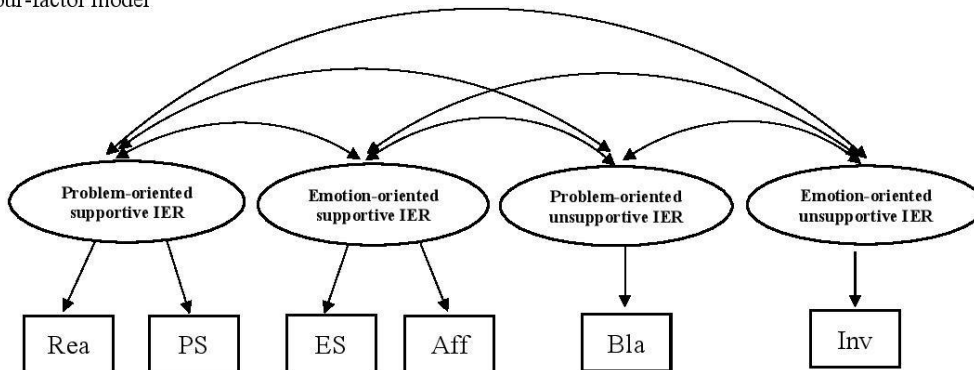 our-factor model
Problem-oriented
supportive IER
Emotion-oriented
supportive IER
Problem-oriented
unsupportive IER
Emotion-oriented
unsupportive IER
Rea
PS
ES
Aff
Bla
Inv